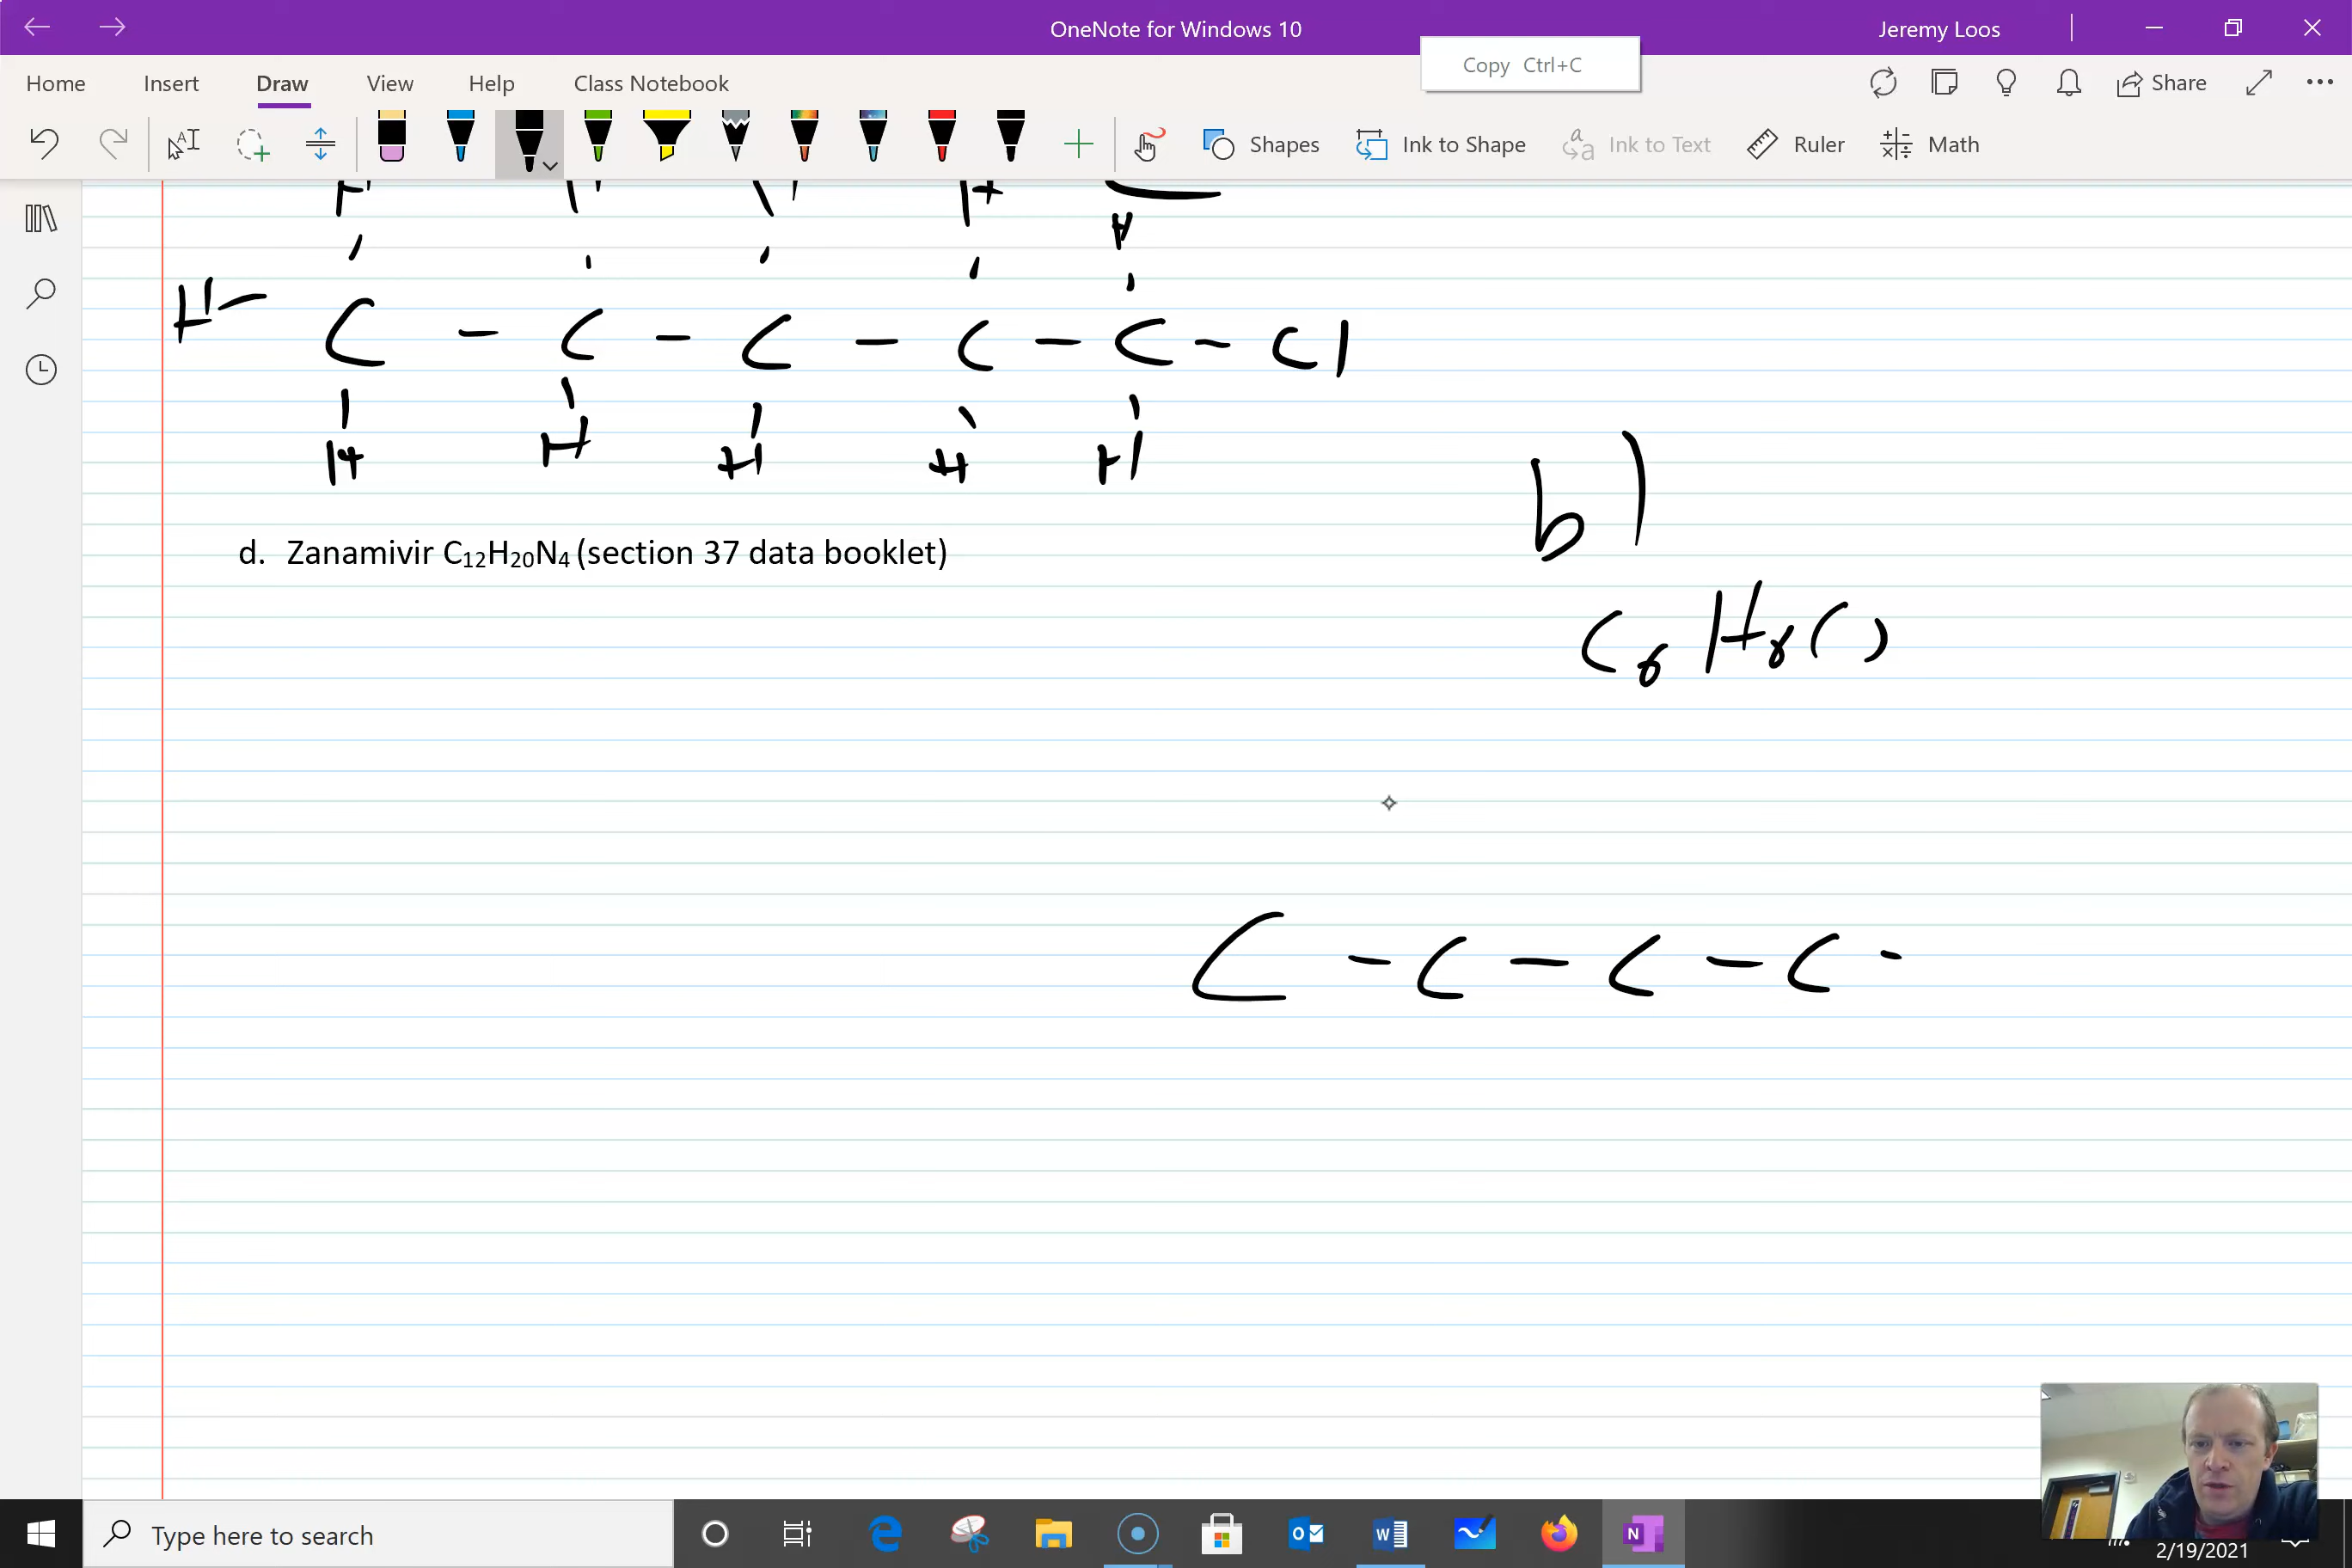 OneNote for Windows 10
Jeremy Loos
Copy Ctrl+C
Home Insert Draw View Help Class Notebook
Share
Shapes Ink to Shape Ink to Text Ruler Math
H
H- C - C - C - C - C - Cl
H H H H H
b)
d. Zanamivir C₁₂H₂₀N₄ (section 37 data booklet)
C₆ H₈ ( )
C - C - C - C -
Type here to search
2/19/2021